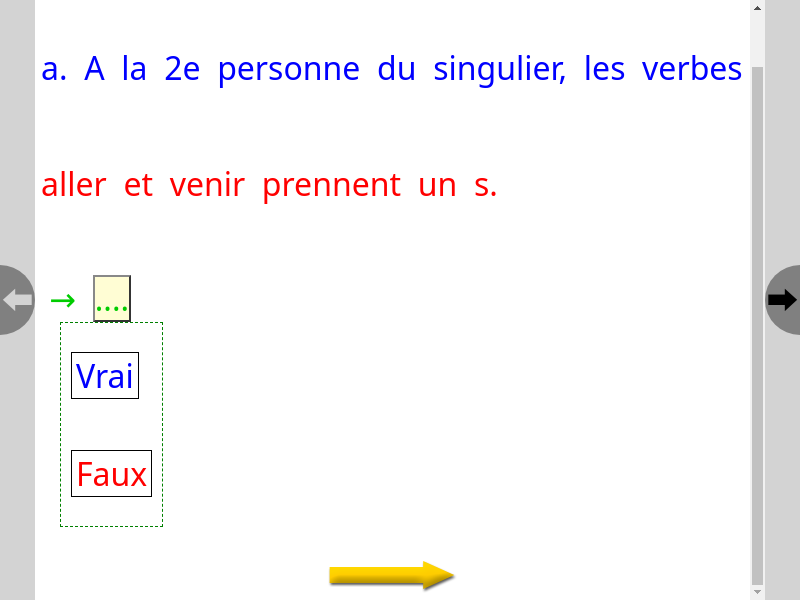 a. A la 2e personne du singulier, les verbes
aller et venir prennent un s.
→ ....
Vrai
Faux